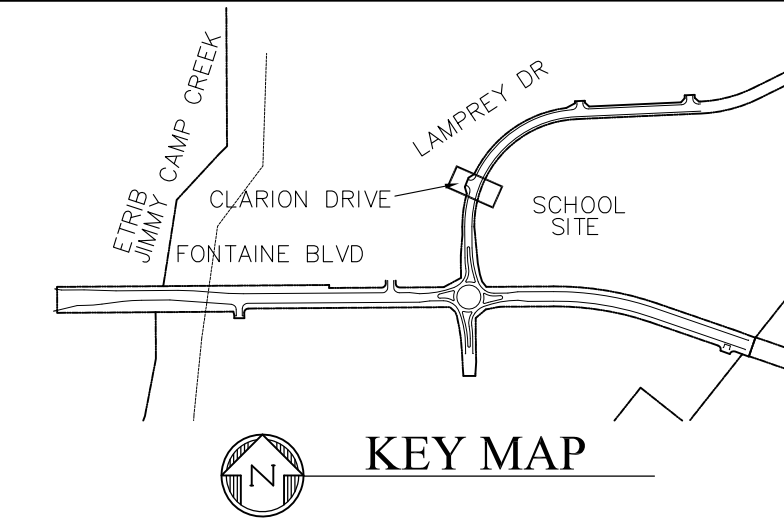 LAMPREY DR
ETRIB
JIMMY CAMP CREEK
CLARION DRIVE
SCHOOL
SITE
FONTAINE BLVD
N
KEY MAP